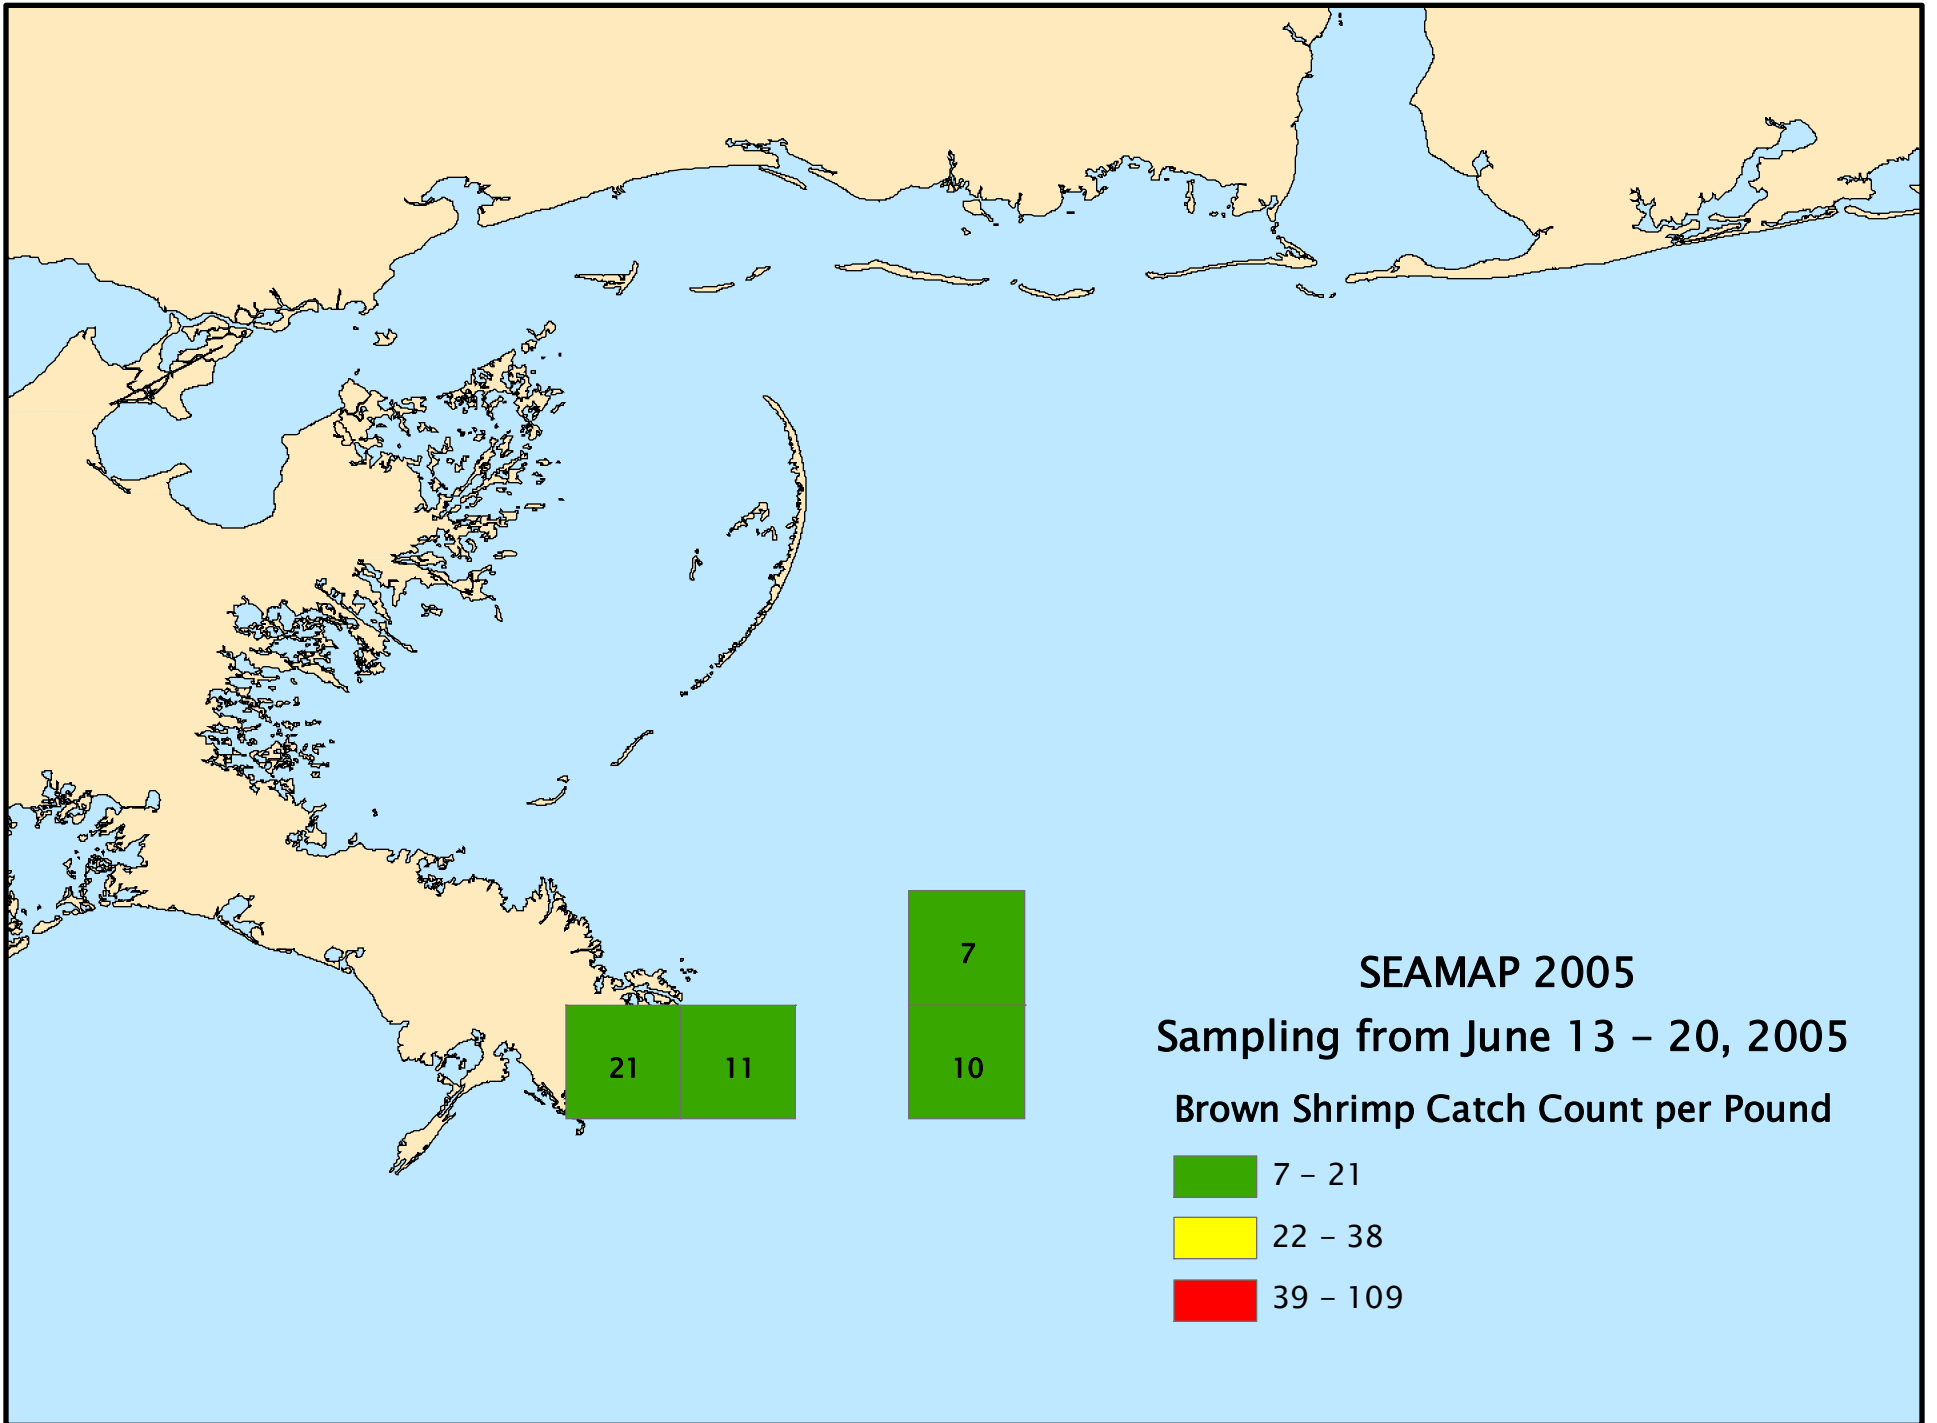 7
21 11 10
SEAMAP 2005
Sampling from June 13 - 20, 2005
Brown Shrimp Catch Count per Pound
7 - 21
22 - 38
39 - 109